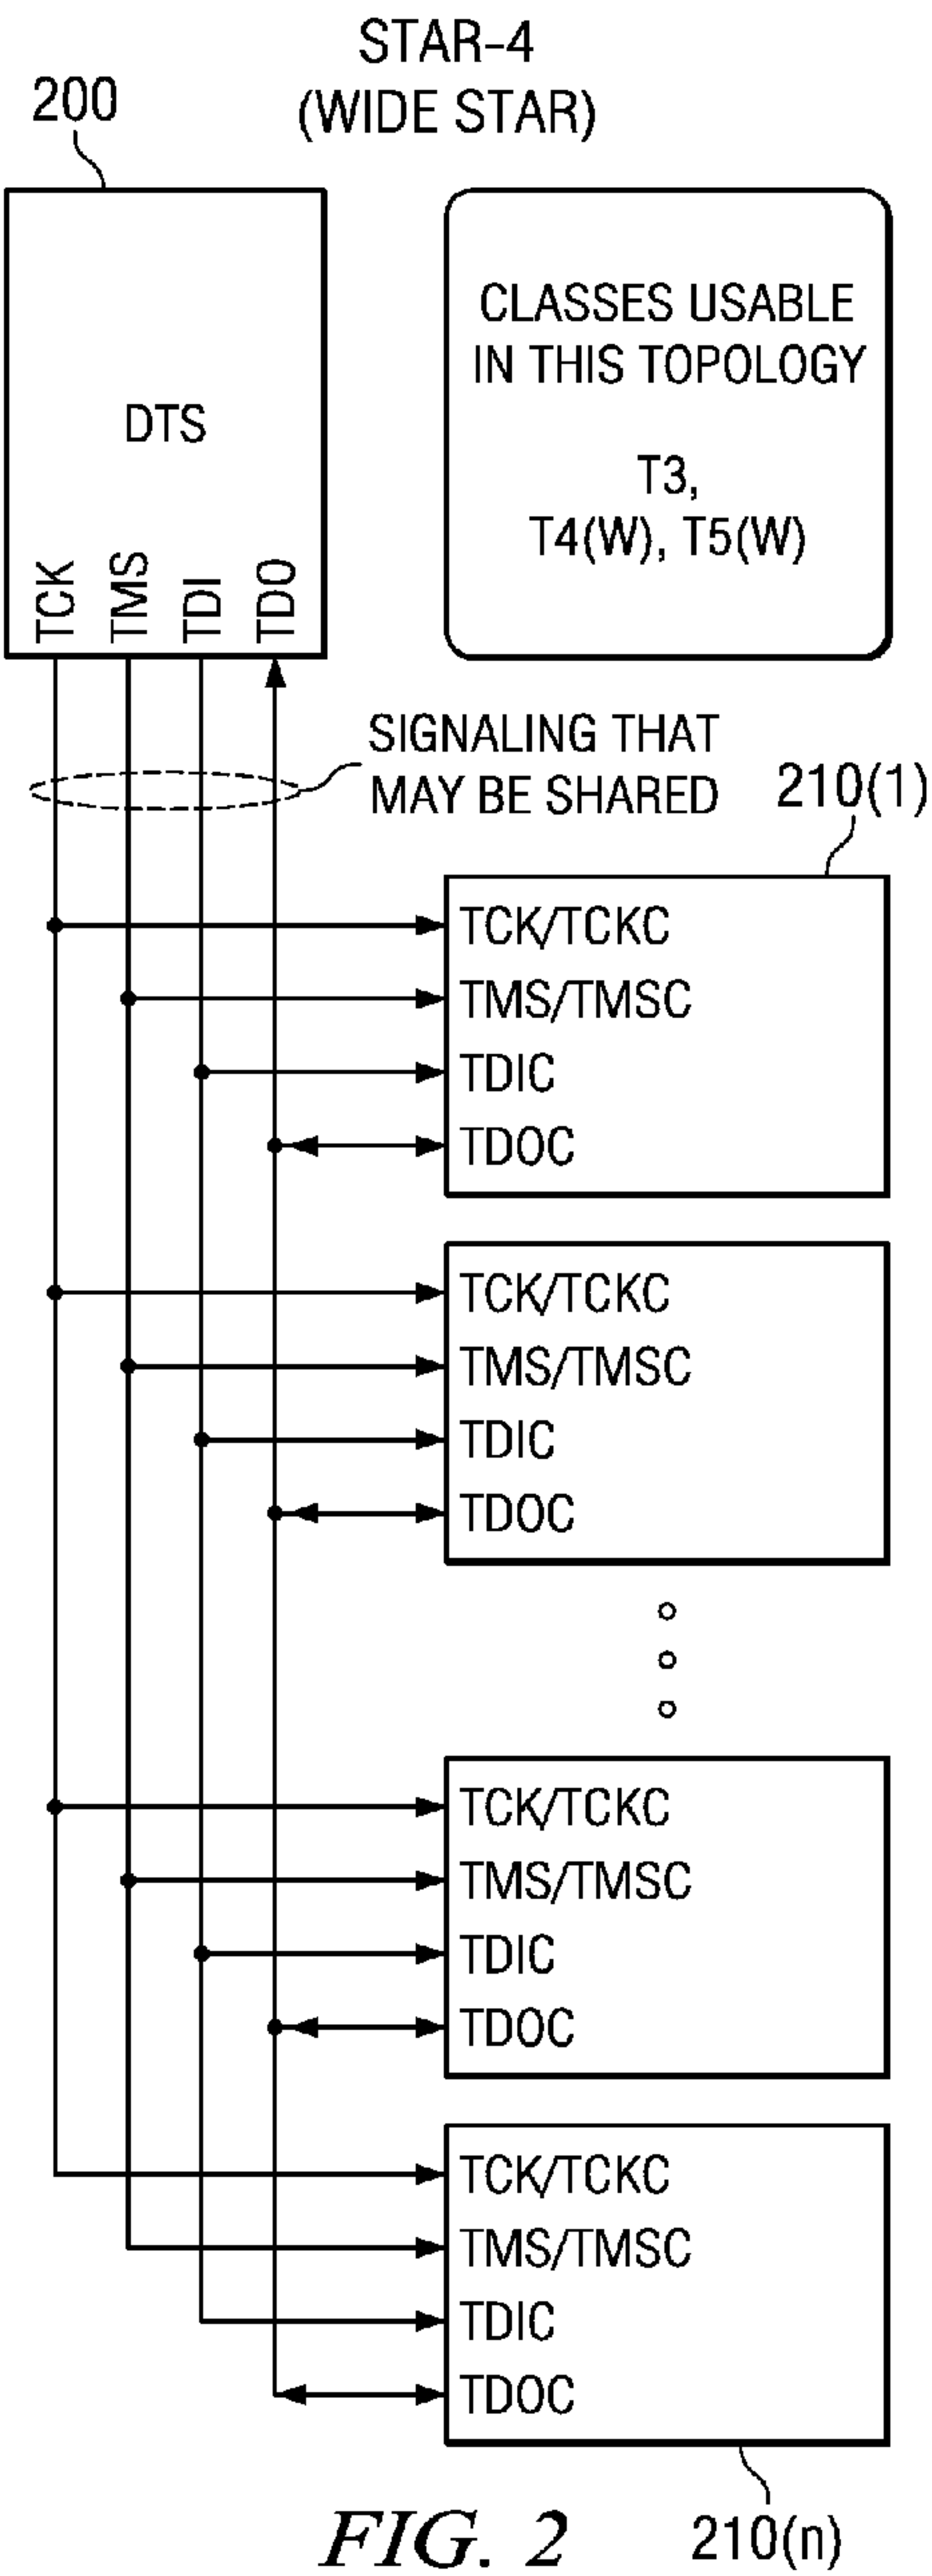 STAR-4
(WIDE STAR)
200
DTS
TCK
TMS
TDI
TDO
CLASSES USABLE
IN THIS TOPOLOGY
T3,
T4(W), T5(W)
SIGNALING THAT
MAY BE SHARED
210(1)
TCK/TCKC
TMS/TMSC
TDIC
TDOC
TCK/TCKC
TMS/TMSC
TDIC
TDOC
TCK/TCKC
TMS/TMSC
TDIC
TDOC
TCK/TCKC
TMS/TMSC
TDIC
TDOC
210(n)
FIG. 2